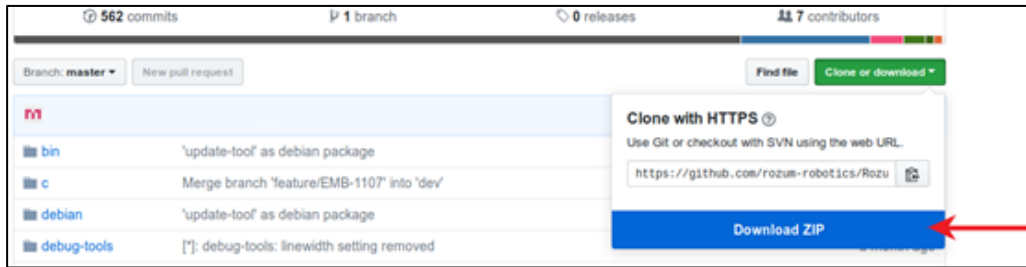 562 commits
1 branch
0 releases
7 contributors
Branch: master
New pull request
Find file
Clone or download
Clone with HTTPS
Use Git or checkout with SVN using the web URL.
https://github.com/rozum-robotics/Rozu
Download ZIP
bin
'update-tool' as debian package
c
Merge branch 'feature/EMB-1107' into 'dev'
debian
'update-tool' as debian package
debug-tools
[*]: debug-tools: linewidth setting removed